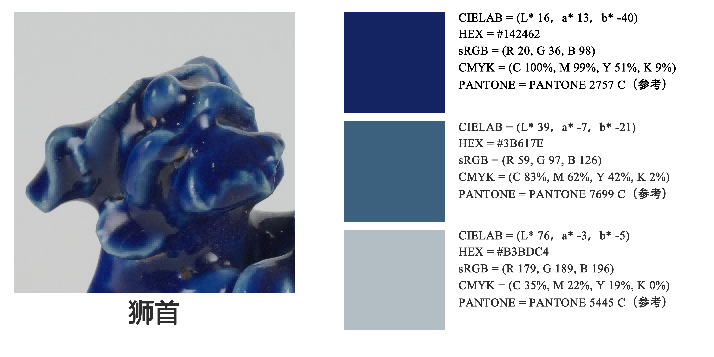 CIELAB = (L* 16, a* 13, b* -40)
HEX = #142462
sRGB = (R 20, G 36, B 98)
CMYK = (C 100%, M 99%, Y 51%, K 9%)
PANTONE = PANTONE 2757 C（参考）
CIELAB = (L* 39, a* -7, b* -21)
HEX = #3B617E
sRGB = (R 59, G 97, B 126)
CMYK = (C 83%, M 62%, Y 42%, K 2%)
PANTONE = PANTONE 7699 C（参考）
CIELAB = (L* 76, a* -3, b* -5)
HEX = #B3BDC4
sRGB = (R 179, G 189, B 196)
CMYK = (C 35%, M 22%, Y 19%, K 0%)
PANTONE = PANTONE 5445 C（参考）
狮首